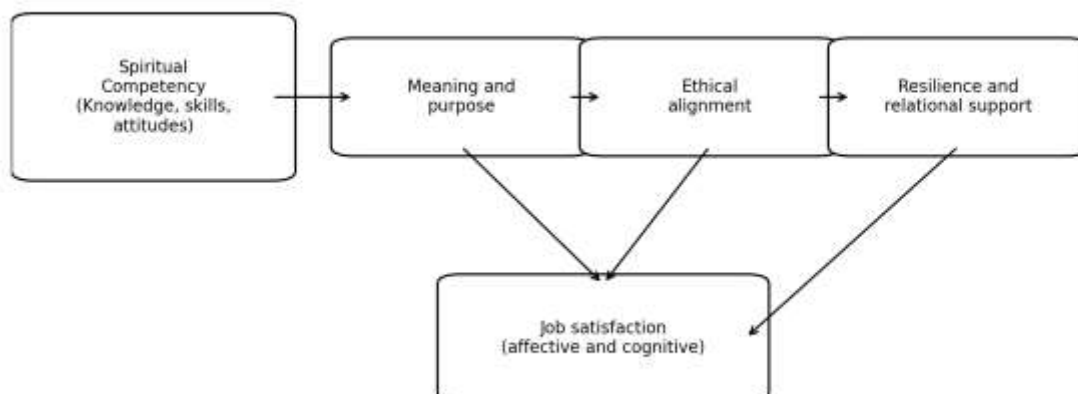 Spiritual
Competency
(Knowledge, skills,
attitudes)
Meaning and
purpose
Ethical
alignment
Resilience and
relational support
Job satisfaction
(affective and cognitive)